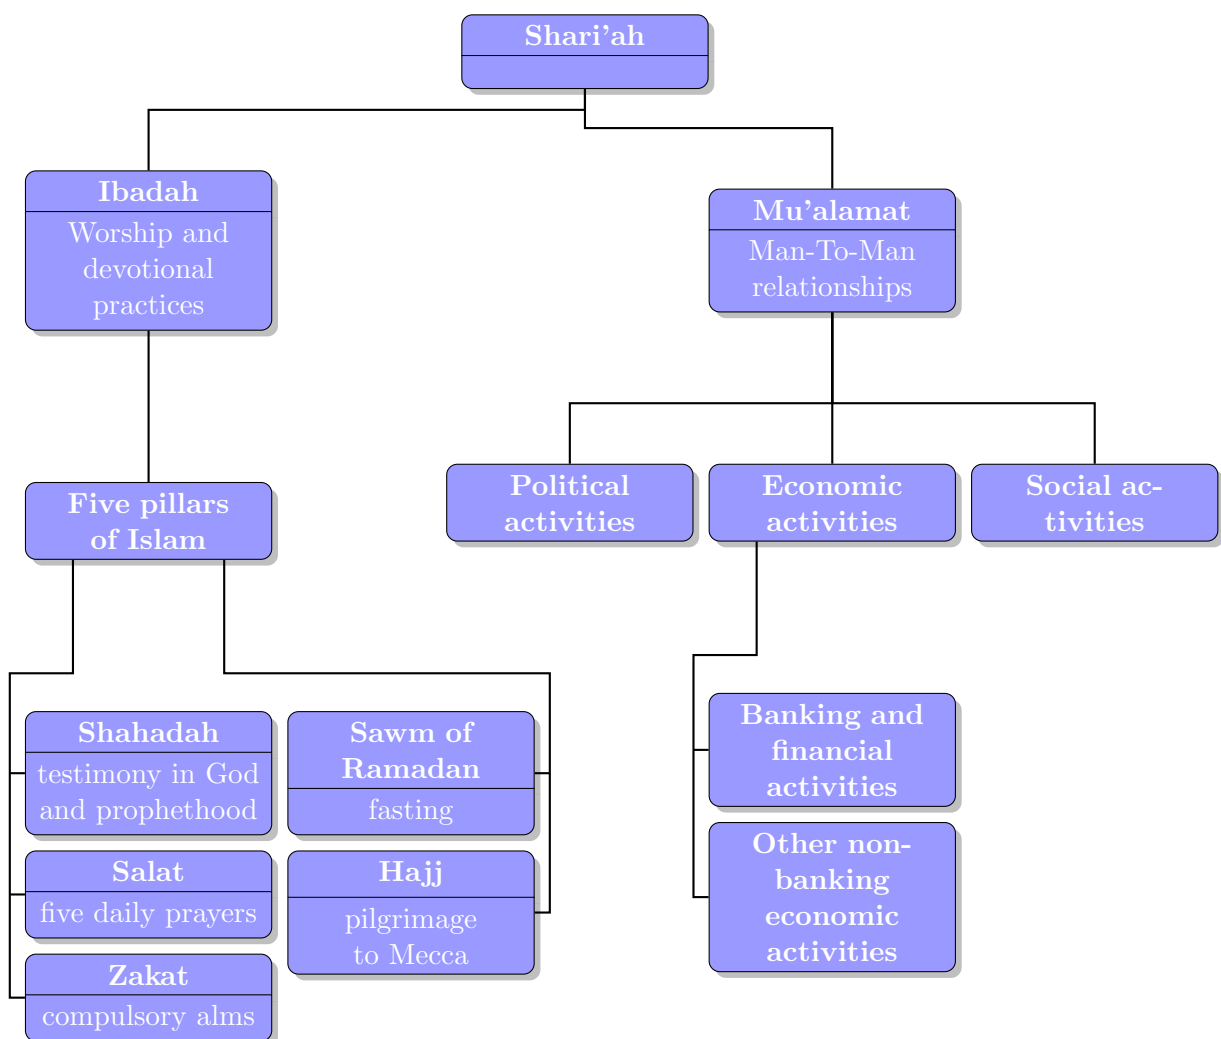 Shari'ah
Ibadah
Worship and
devotional
practices
Mu'alamat
Man-To-Man
relationships
Five pillars
of Islam
Political
activities
Economic
activities
Social ac-
tivities
Shahadah
testimony in God
and prophethood
Salat
five daily prayers
Zakat
compulsory alms
Sawm of
Ramadan
fasting
Hajj
pilgrimage
to Mecca
Banking and
financial
activities
Other non-
banking
economic
activities